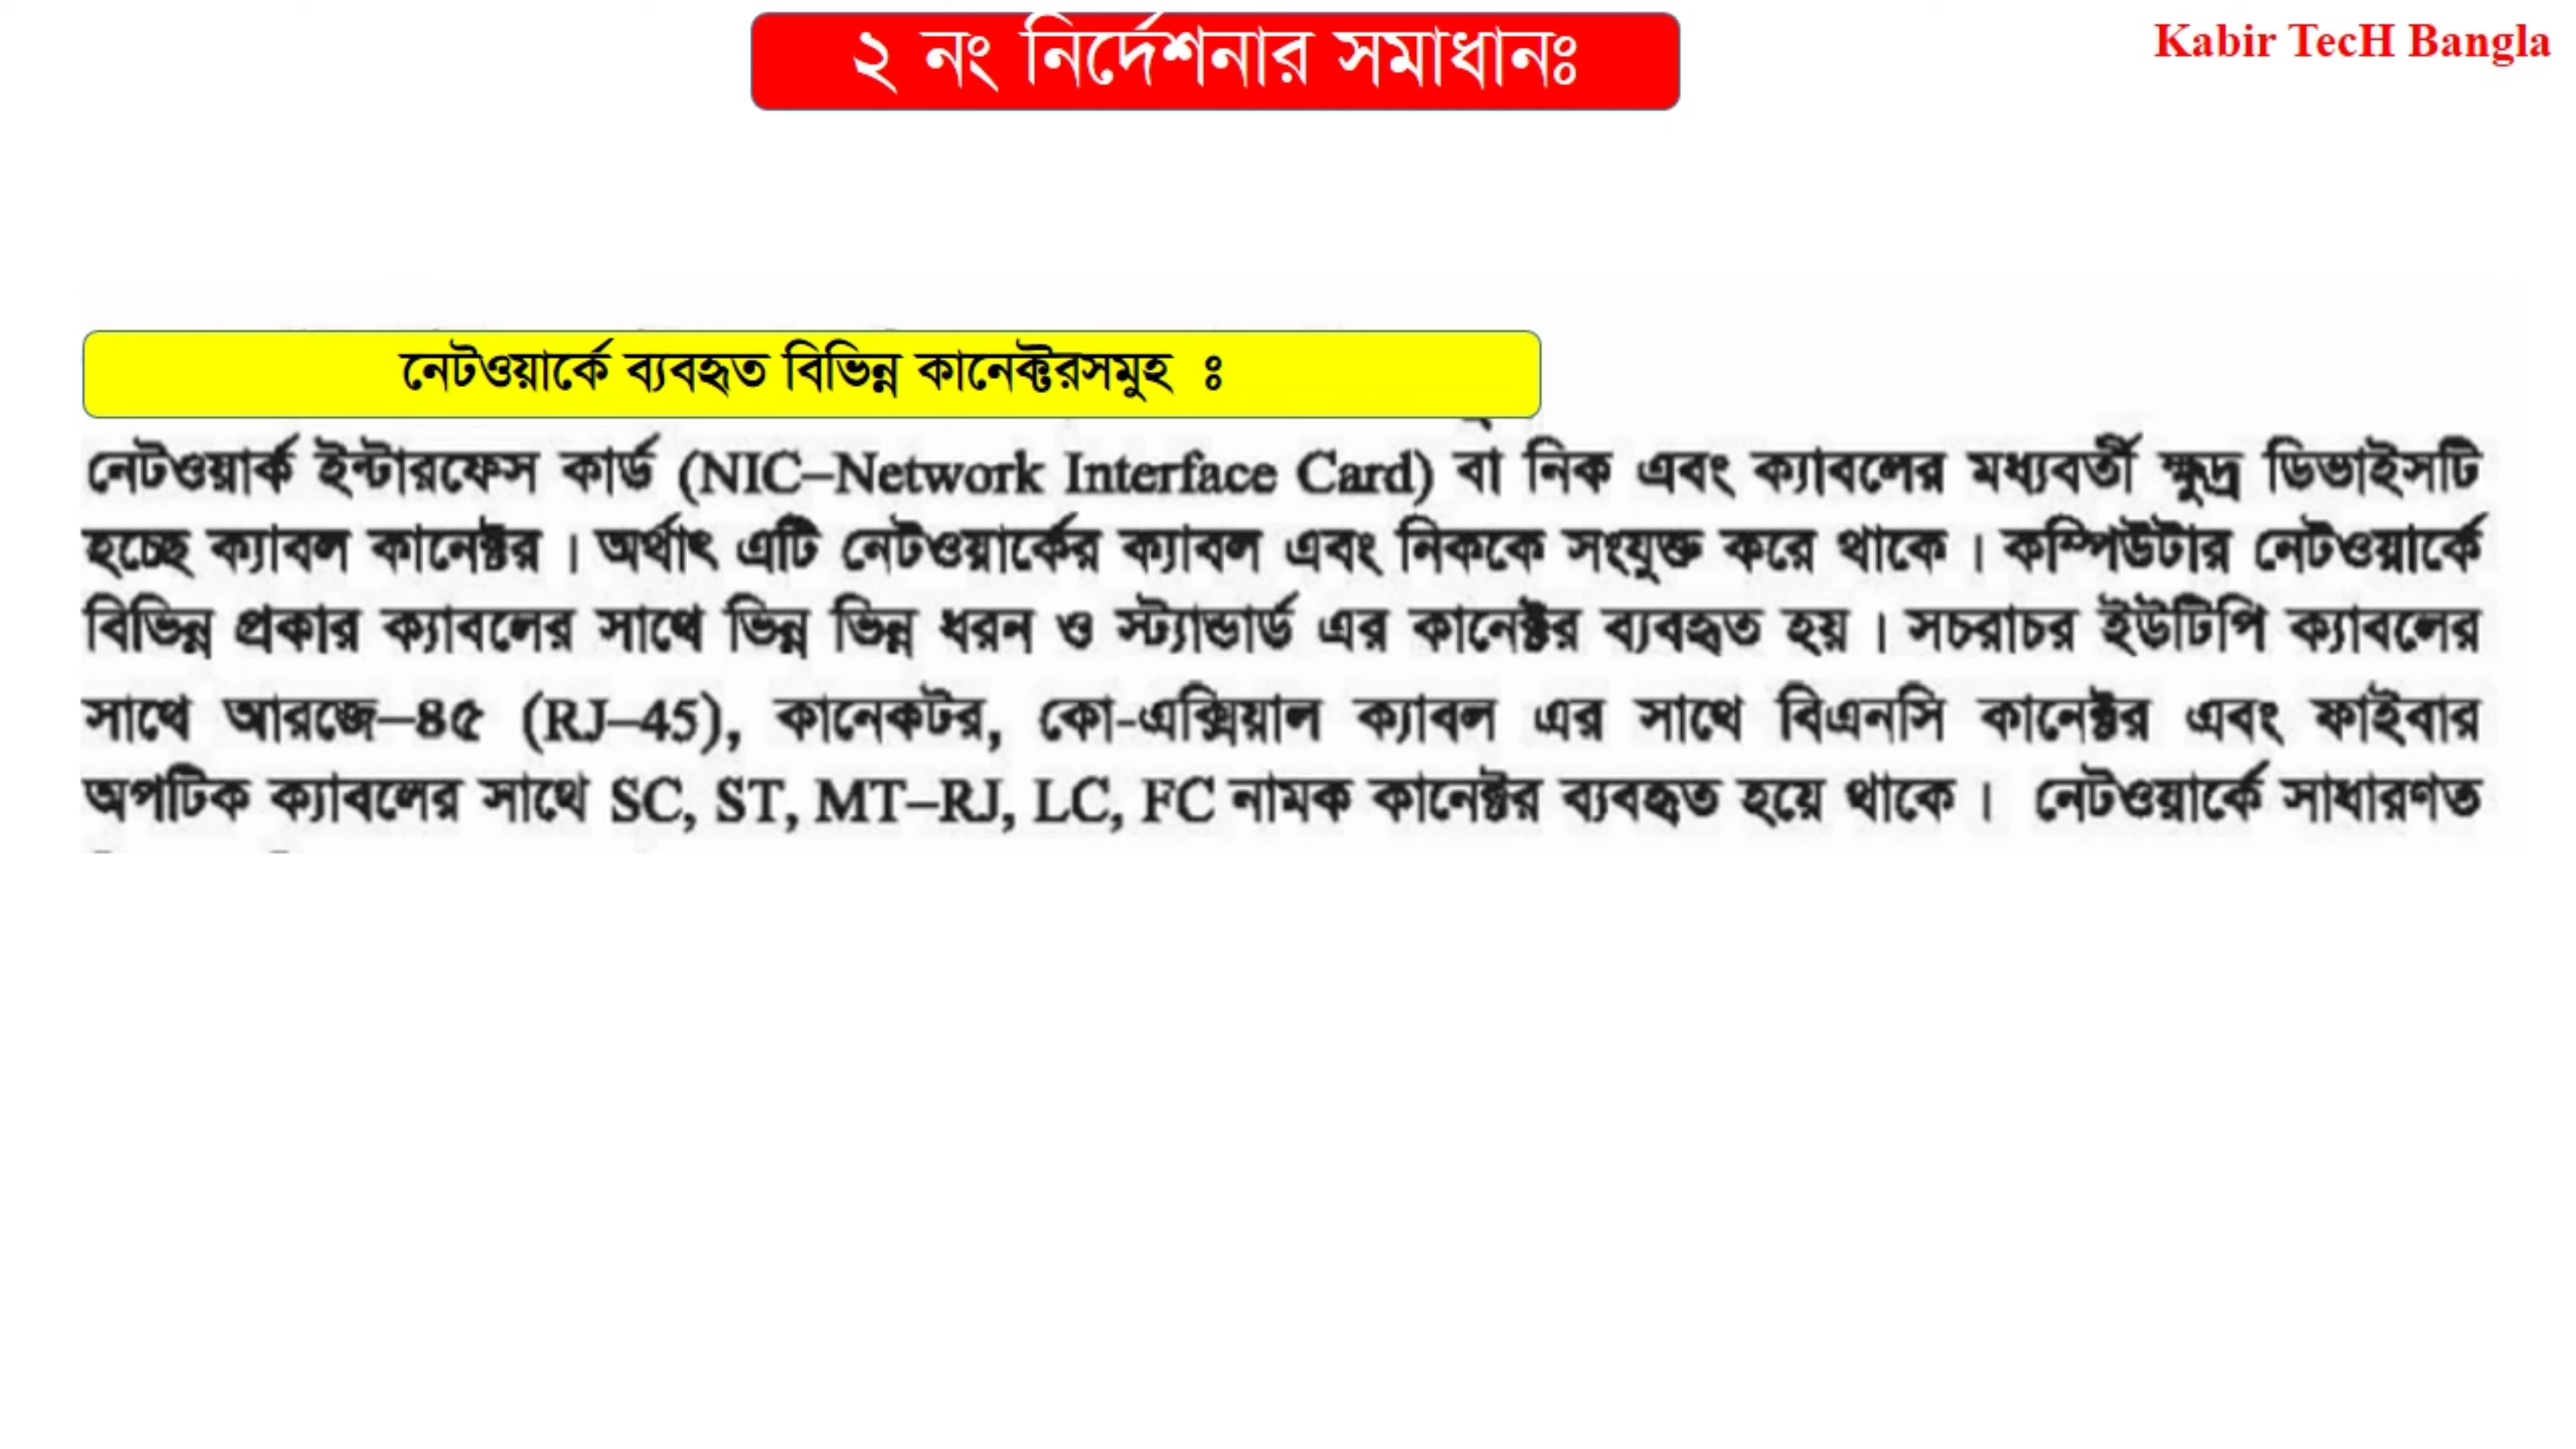 ২ নং নির্দেশনার সমাধানঃ
Kabir TecH Bangla
নেটওয়ার্কে ব্যবহৃত বিভিন্ন কানেক্টরসমুহ ঃ
নেটওয়ার্ক ইন্টারফেস কার্ড (NIC–Network Interface Card) বা নিক এবং ক্যাবলের মধ্যবর্তী ক্ষুদ্র ডিভাইসটি
হচ্ছে ক্যাবল কানেক্টর । অর্থাৎ এটি নেটওয়ার্কের ক্যাবল এবং নিককে সংযুক্ত করে থাকে । কম্পিউটার নেটওয়ার্কে
বিভিন্ন প্রকার ক্যাবলের সাথে ভিন্ন ভিন্ন ধরন ও স্ট্যান্ডার্ড এর কানেক্টর ব্যবহৃত হয় । সচরাচর ইউটিপি ক্যাবলের
সাথে আরজে–৪৫ (RJ–45), কানেকটর, কো-এক্সিয়াল ক্যাবল এর সাথে বিএনসি কানেক্টর এবং ফাইবার
অপটিক ক্যাবলের সাথে SC, ST, MT–RJ, LC, FC নামক কানেক্টর ব্যবহৃত হয়ে থাকে । নেটওয়ার্কে সাধারণত